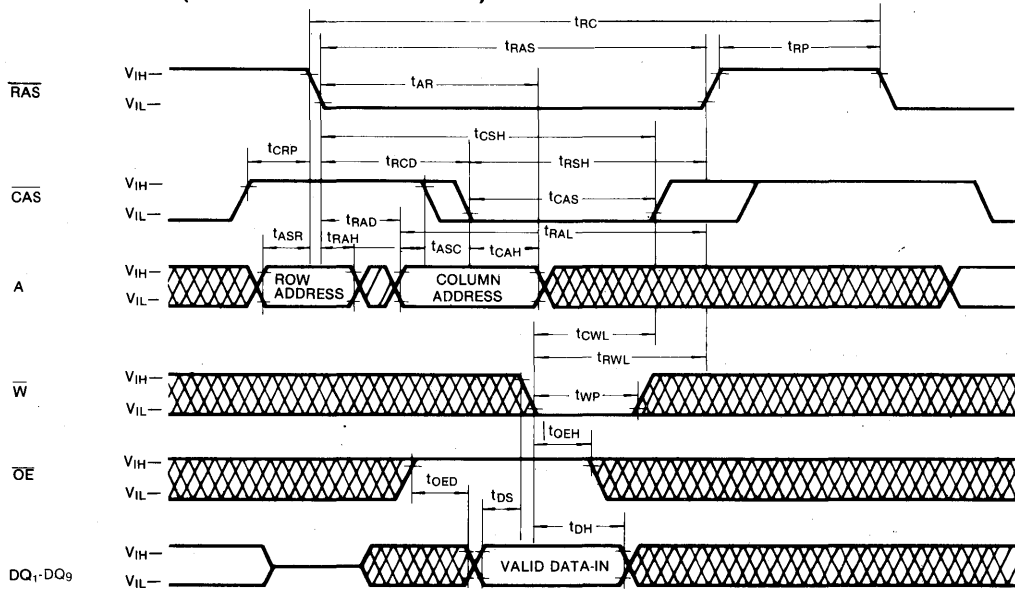 tRC
tRAS
tRP
RAS
VIH
VIL
tAR
tCSH
tCRP
tRCD
tRSH
CAS
VIH
VIL
tCAS
tRAD
tRAL
tASR
tRAH
tASC
tCAH
A
VIH
VIL
ROW
ADDRESS
COLUMN
ADDRESS
tCWL
tRWL
W
VIH
VIL
tWP
tOEH
OE
VIH
VIL
tOED
tDS
tDH
DQ1-DQ9
VIH
VIL
VALID DATA-IN